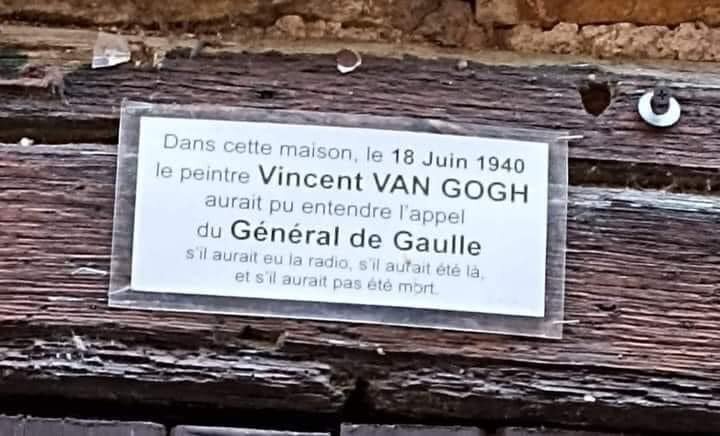 Dans cette maison, le 18 Juin 1940
le peintre Vincent VAN GOGH
aurait pu entendre l'appel
du Général de Gaulle
s'il aurait eu la radio, s'il aurait été là,
et s'il aurait pas été mort.